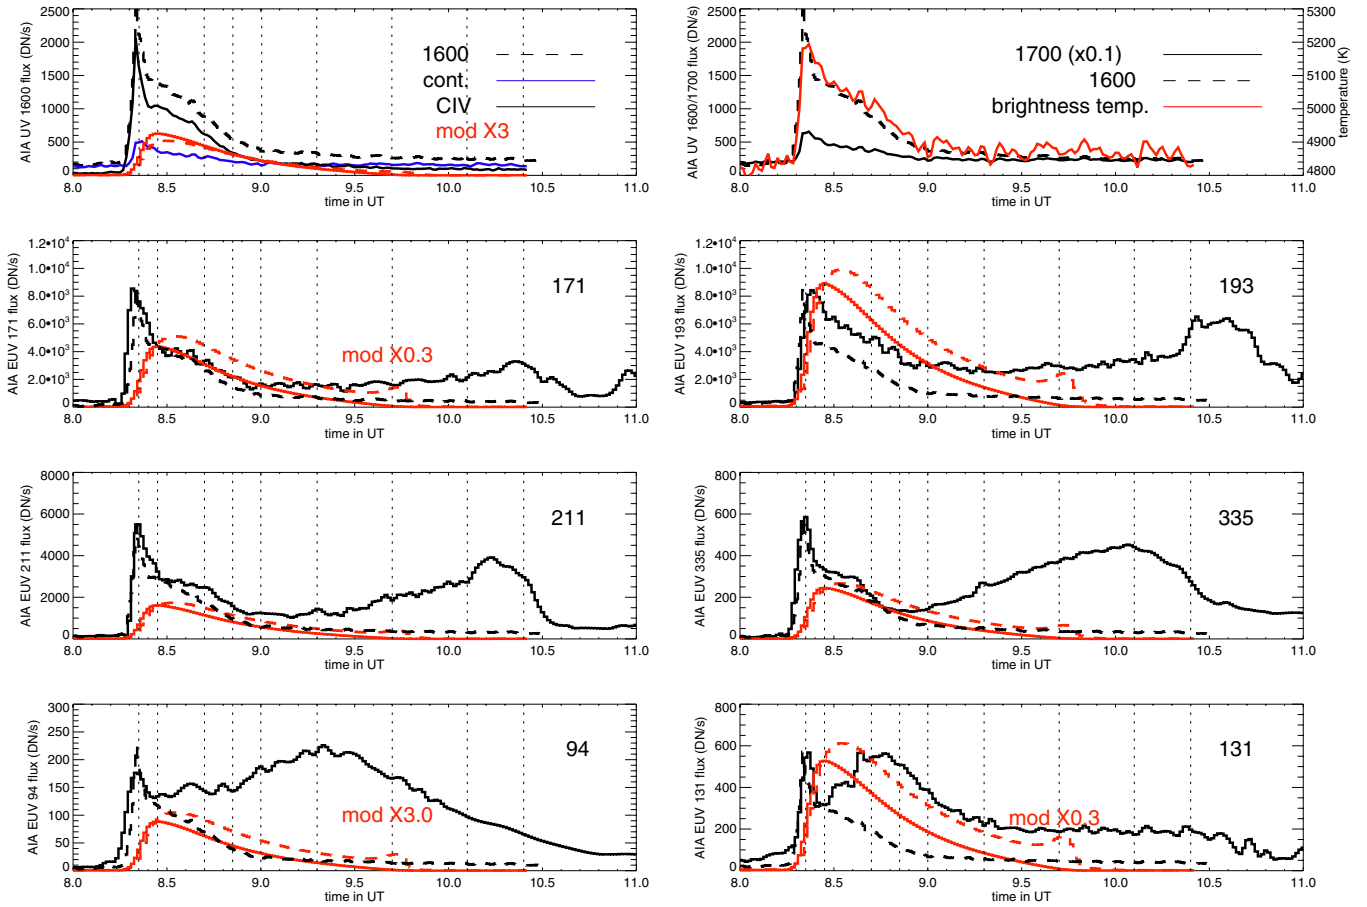 AIA UV 1600 flux (DN/s)
2500
2000
1500
1000
500
0
1600
cont.
CIV
mod X3
8.0 8.5 9.0 9.5 10.0 10.5 11.0
time in UT
AIA UV 1600/1700 flux (DN/s)
2500
2000
1500
1000
500
0
1700 (x0.1)
1600
brightness temp.
5300
5200
5100
5000
4900
4800
temperature (K)
8.0 8.5 9.0 9.5 10.0 10.5 11.0
time in UT
AIA EUV 171 flux (DN/s)
1.2•10⁴
1.0•10⁴
8.0•10³
6.0•10³
4.0•10³
2.0•10³
0
171
mod X0.3
8.0 8.5 9.0 9.5 10.0 10.5 11.0
time in UT
AIA EUV 193 flux (DN/s)
1.2•10⁴
1.0•10⁴
8.0•10³
6.0•10³
4.0•10³
2.0•10³
0
193
8.0 8.5 9.0 9.5 10.0 10.5 11.0
time in UT
AIA EUV 211 flux (DN/s)
8000
6000
4000
2000
0
211
8.0 8.5 9.0 9.5 10.0 10.5 11.0
time in UT
AIA EUV 335 flux (DN/s)
800
600
400
200
0
335
8.0 8.5 9.0 9.5 10.0 10.5 11.0
time in UT
AIA EUV 94 flux (DN/s)
300
250
200
150
100
50
0
94
mod X3.0
8.0 8.5 9.0 9.5 10.0 10.5 11.0
time in UT
AIA EUV 131 flux (DN/s)
800
600
400
200
0
131
mod X0.3
8.0 8.5 9.0 9.5 10.0 10.5 11.0
time in UT